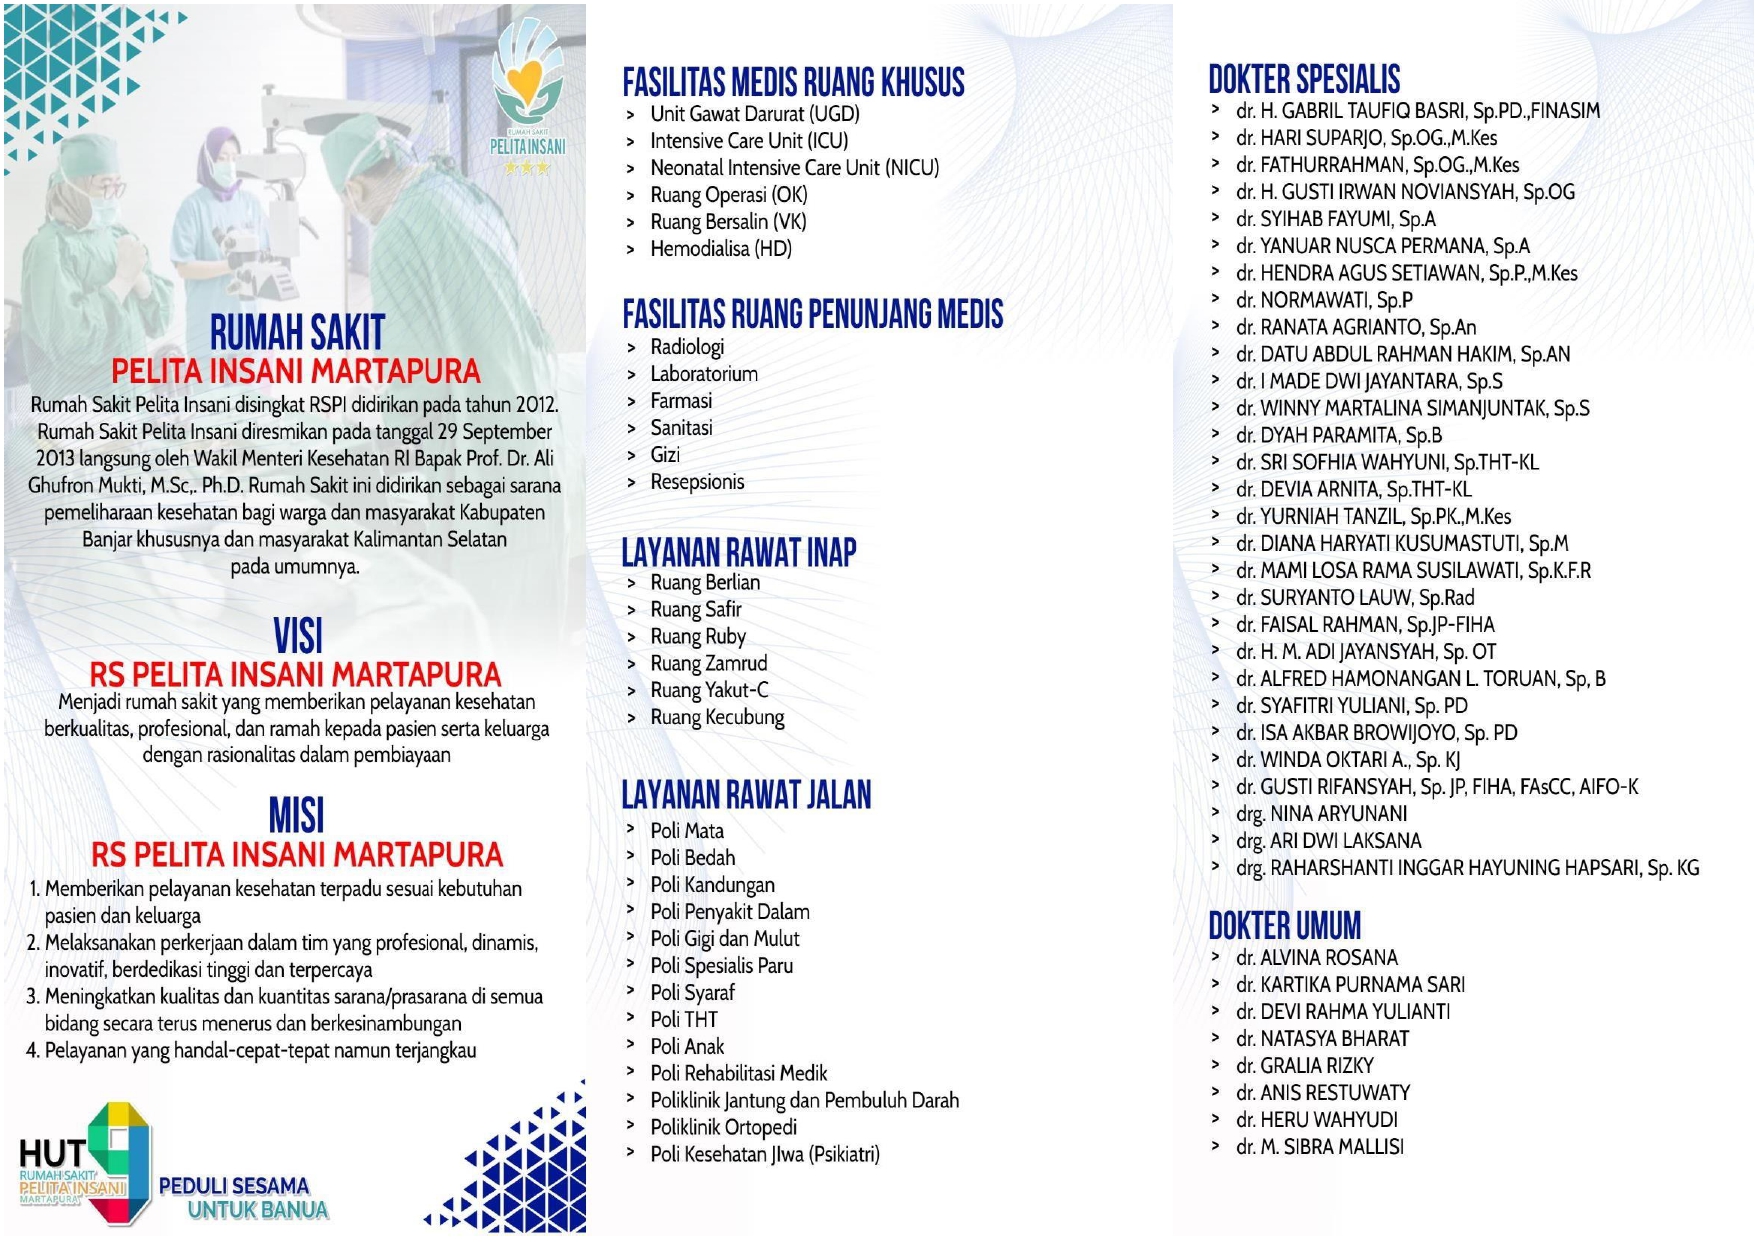 RUMAH SAKIT
PELITA INSANI
RUMAH SAKIT
PELITA INSANI MARTAPURA
Rumah Sakit Pelita Insani disingkat RSPI didirikan pada tahun 2012.
Rumah Sakit Pelita Insani diresmikan pada tanggal 29 September
2013 langsung oleh Wakil Menteri Kesehatan RI Bapak Prof. Dr. Ali
Ghufron Mukti, M.Sc,. Ph.D. Rumah Sakit ini didirikan sebagai sarana
pemeliharaan kesehatan bagi warga dan masyarakat Kabupaten
Banjar khususnya dan masyarakat Kalimantan Selatan
pada umumnya.
VISI
RS PELITA INSANI MARTAPURA
Menjadi rumah sakit yang memberikan pelayanan kesehatan
berkualitas, profesional, dan ramah kepada pasien serta keluarga
dengan rasionalitas dalam pembiayaan
MISI
RS PELITA INSANI MARTAPURA
1. Memberikan pelayanan kesehatan terpadu sesuai kebutuhan
pasien dan keluarga
2. Melaksanakan perkerjaan dalam tim yang profesional, dinamis,
inovatif, berdedikasi tinggi dan terpercaya
3. Meningkatkan kualitas dan kuantitas sarana/prasarana di semua
bidang secara terus menerus dan berkesinambungan
4. Pelayanan yang handal-cepat-tepat namun terjangkau
HUT 9
RUMAH SAKIT
PELITA INSANI
MARTAPURA
PEDULI SESAMA
UNTUK BANUA
FASILITAS MEDIS RUANG KHUSUS
> Unit Gawat Darurat (UGD)
> Intensive Care Unit (ICU)
> Neonatal Intensive Care Unit (NICU)
> Ruang Operasi (OK)
> Ruang Bersalin (VK)
> Hemodialisa (HD)
FASILITAS RUANG PENUNJANG MEDIS
> Radiologi
> Laboratorium
> Farmasi
> Sanitasi
> Gizi
> Resepsionis
LAYANAN RAWAT INAP
> Ruang Berlian
> Ruang Safir
> Ruang Ruby
> Ruang Zamrud
> Ruang Yakut-C
> Ruang Kecubung
LAYANAN RAWAT JALAN
> Poli Mata
> Poli Bedah
> Poli Kandungan
> Poli Penyakit Dalam
> Poli Gigi dan Mulut
> Poli Spesialis Paru
> Poli Syaraf
> Poli THT
> Poli Anak
> Poli Rehabilitasi Medik
> Poliklinik Jantung dan Pembuluh Darah
> Poliklinik Ortopedi
> Poli Kesehatan JIwa (Psikiatri)
DOKTER SPESIALIS
> dr. H. GABRIL TAUFIQ BASRI, Sp.PD.,FINASIM
> dr. HARI SUPARJO, Sp.OG.,M.Kes
> dr. FATHURRAHMAN, Sp.OG.,M.Kes
> dr. H. GUSTI IRWAN NOVIANSYAH, Sp.OG
> dr. SYIHAB FAYUMI, Sp.A
> dr. YANUAR NUSCA PERMANA, Sp.A
> dr. HENDRA AGUS SETIAWAN, Sp.P.,M.Kes
> dr. NORMAWATI, Sp.P
> dr. RANATA AGRIANTO, Sp.An
> dr. DATU ABDUL RAHMAN HAKIM, Sp.AN
> dr. I MADE DWI JAYANTARA, Sp.S
> dr. WINNY MARTALINA SIMANJUNTAK, Sp.S
> dr. DYAH PARAMITA, Sp.B
> dr. SRI SOFHIA WAHYUNI, Sp.THT-KL
> dr. DEVIA ARNITA, Sp.THT-KL
> dr. YURNIAH TANZIL, Sp.PK.,M.Kes
> dr. DIANA HARYATI KUSUMASTUTI, Sp.M
> dr. MAMI LOSA RAMA SUSILAWATI, Sp.K.F.R
> dr. SURYANTO LAUW, Sp.Rad
> dr. FAISAL RAHMAN, Sp.JP-FIHA
> dr. H. M. ADI JAYANSYAH, Sp. OT
> dr. ALFRED HAMONANGAN L. TORUAN, Sp, B
> dr. SYAFITRI YULIANI, Sp. PD
> dr. ISA AKBAR BROWIJOYO, Sp. PD
> dr. WINDA OKTARI A., Sp. KJ
> dr. GUSTI RIFANSYAH, Sp. JP, FIHA, FAsCC, AIFO-K
> drg. NINA ARYUNANI
> drg. ARI DWI LAKSANA
> drg. RAHARSHANTI INGGAR HAYUNING HAPSARI, Sp. KG
DOKTER UMUM
> dr. ALVINA ROSANA
> dr. KARTIKA PURNAMA SARI
> dr. DEVI RAHMA YULIANTI
> dr. NATASYA BHARAT
> dr. GRALIA RIZKY
> dr. ANIS RESTUWATY
> dr. HERU WAHYUDI
> dr. M. SIBRA MALLISI